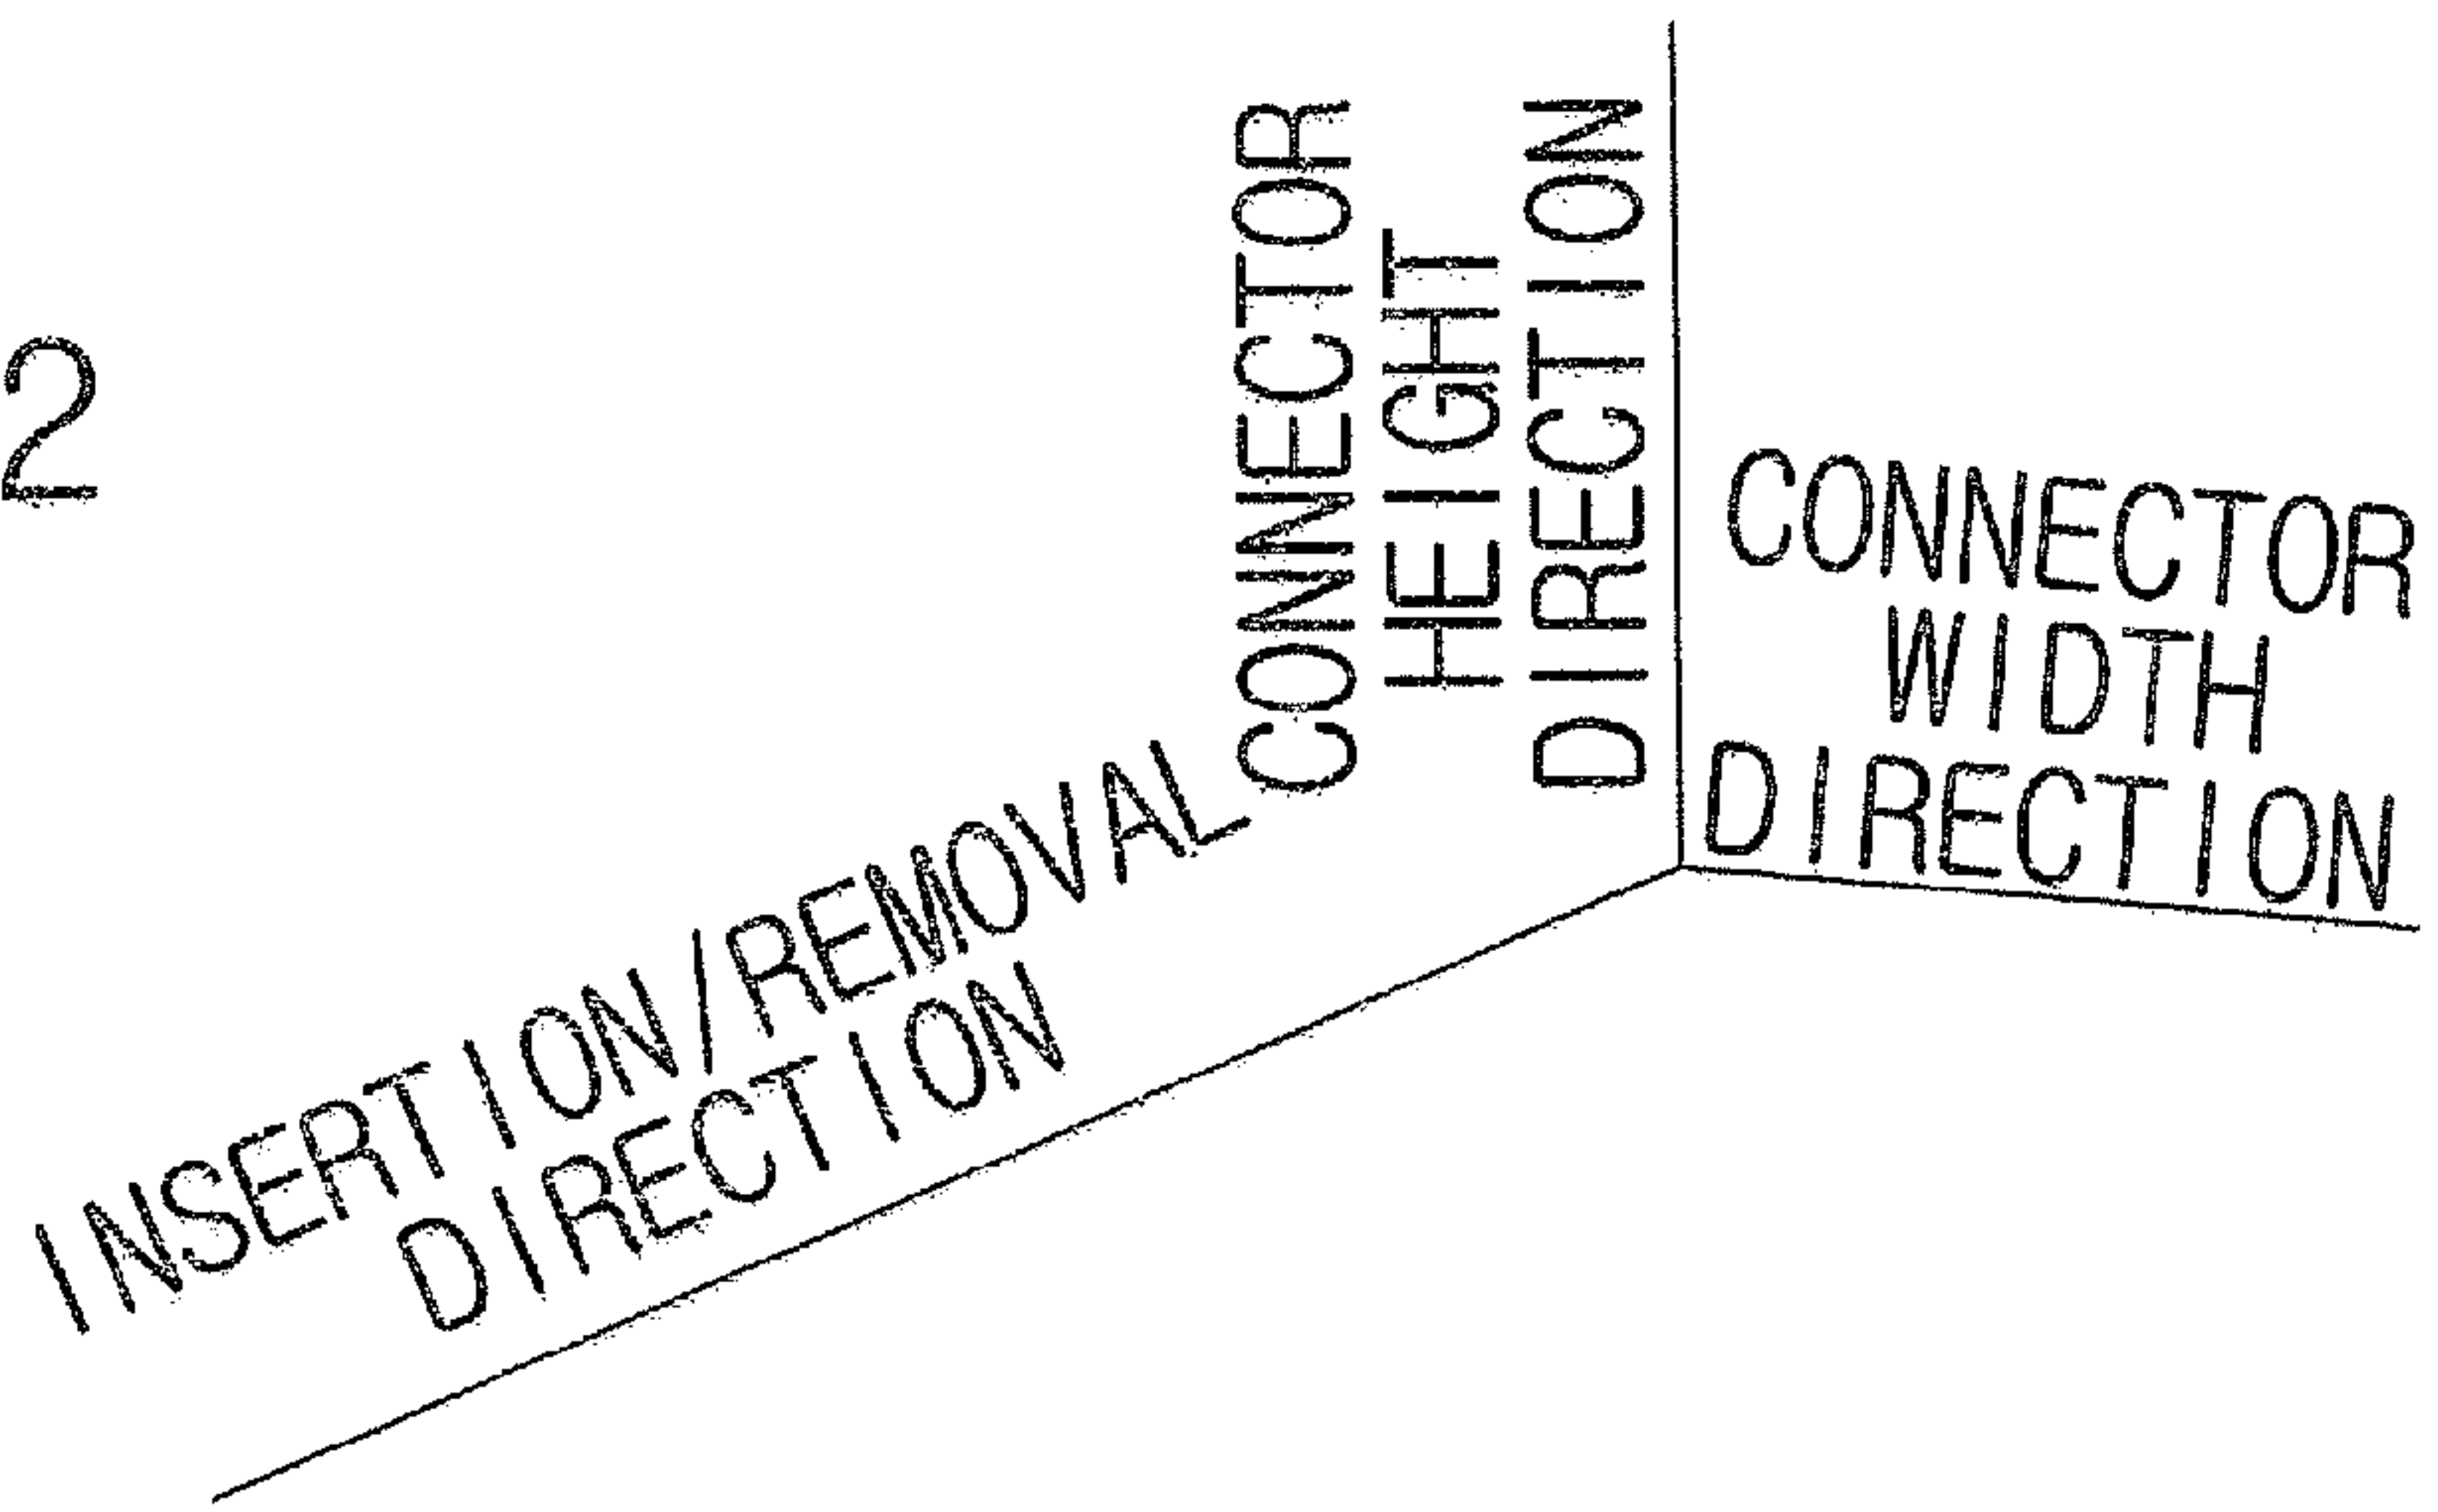 2
CONNECTOR
HEIGHT
DIRECTION
CONNECTOR
WIDTH
DIRECTION
INSERTION/REMOVAL
DIRECTION